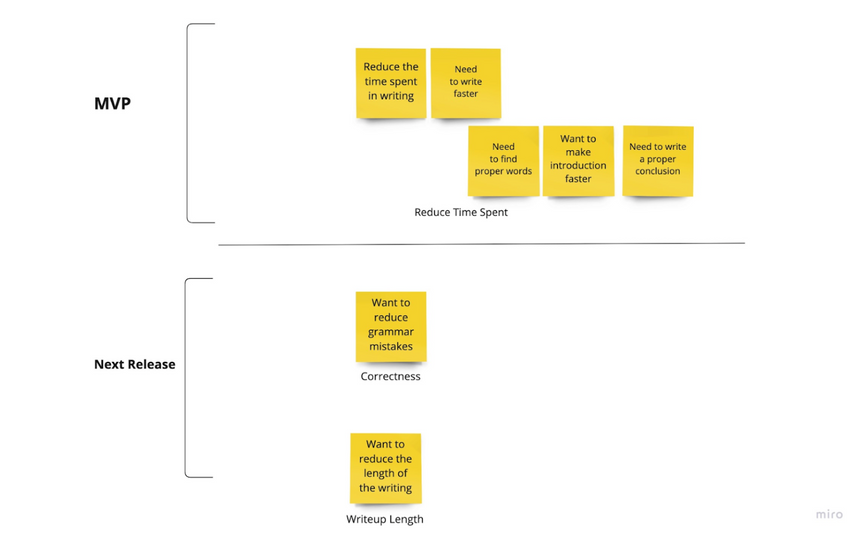 MVP
Reduce the
time spent
in writing
Need
to write
faster
Need
to find
proper words
Want to
make
introduction
faster
Need to write
a proper
conclusion
Reduce Time Spent
Next Release
Want to
reduce
grammar
mistakes
Correctness
Want to
reduce the
length of
the writing
Writeup Length
miro